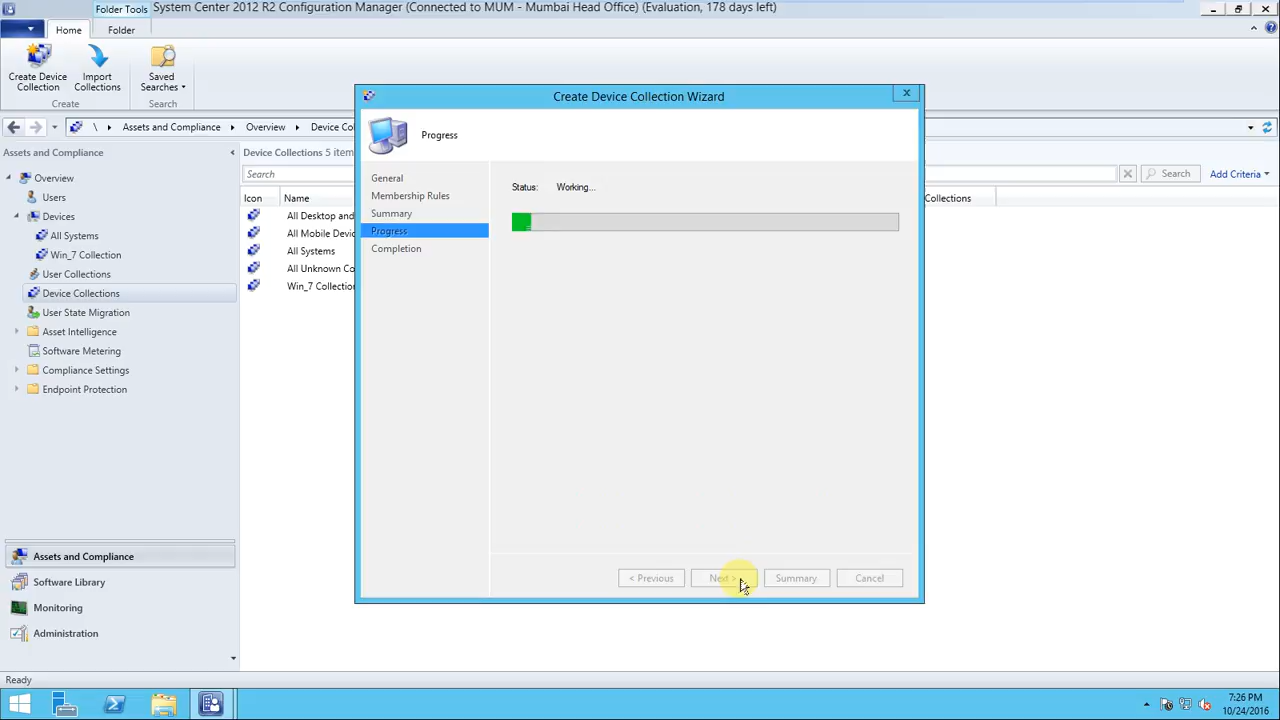 Folder Tools System Center 2012 R2 Configuration Manager (Connected to MUM - Mumbai Head Office) (Evaluation, 178 days left)
Home Folder
Create Device Collection
Import Collections
Saved Searches
Create Search
\ Assets and Compliance Overview Device Col
Assets and Compliance
Overview
Users
Devices
All Systems
Win_7 Collection
User Collections
Device Collections
User State Migration
Asset Intelligence
Software Metering
Compliance Settings
Endpoint Protection
Assets and Compliance
Software Library
Monitoring
Administration
Device Collections 5 item
Search Search Add Criteria
Icon Name Collections
All Desktop and
All Mobile Devi
All Systems
All Unknown Co
Win_7 Collection
Create Device Collection Wizard
Progress
General
Membership Rules
Summary
Progress
Completion
Status: Working...
< Previous Next > Summary Cancel
Ready
7:26 PM
10/24/2016